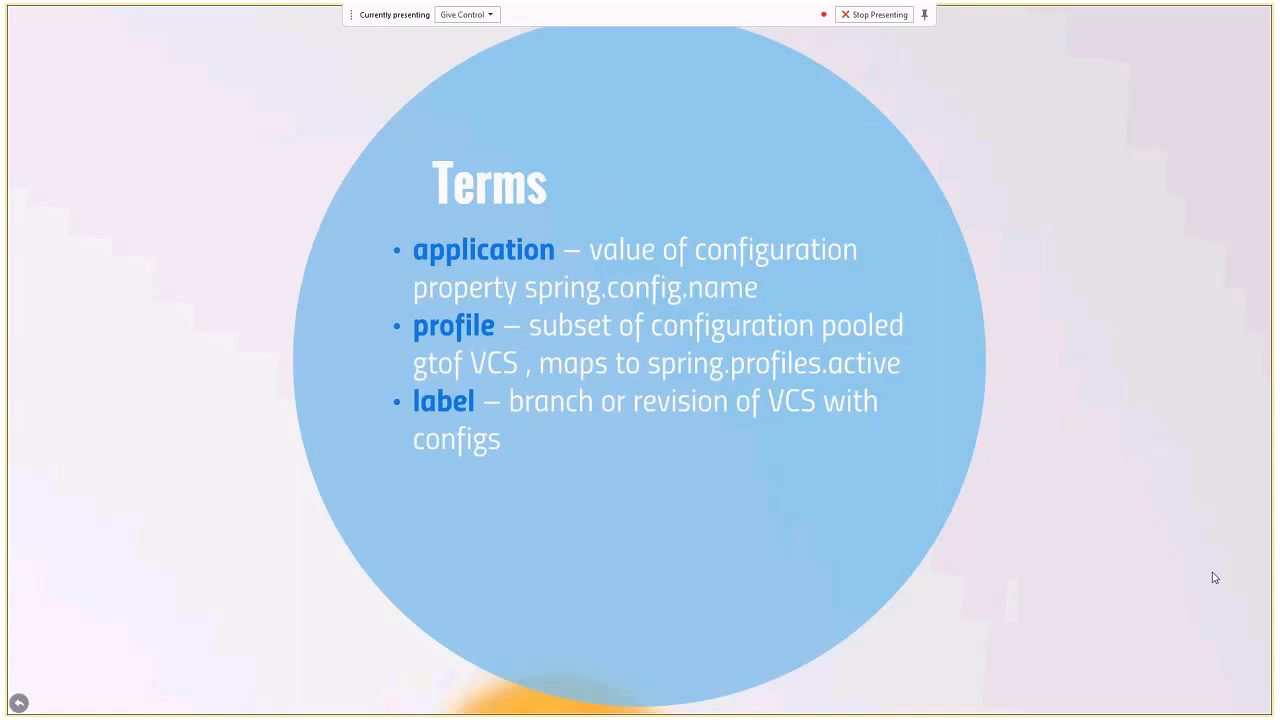 Currently presenting Give Control Stop Presenting
Terms
• application – value of configuration
property spring.config.name
• profile – subset of configuration pooled
gtof VCS , maps to spring.profiles.active
• label – branch or revision of VCS with
configs